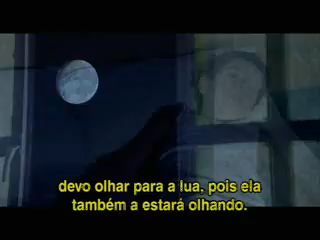 devo olhar para a lua, pois ela
também a estará olhando.